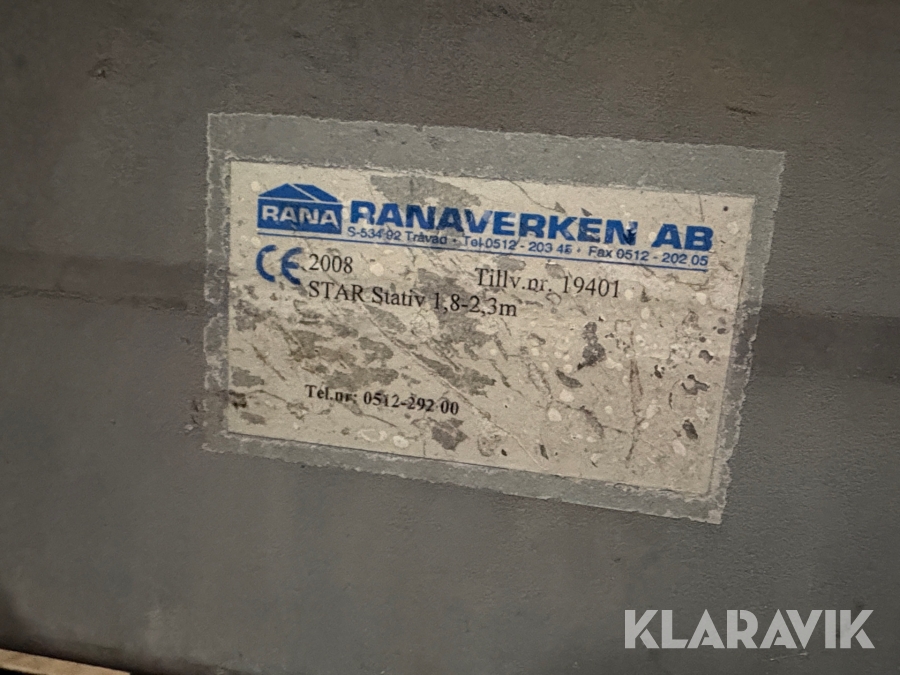 RANA
RANAVERKEN AB
S-534 92 Tråvad · Tel 0512 - 203 45 · Fax 0512 - 202 05
CE 2008 Tillv.nr. 19401
STAR Stativ 1,8-2,3m
Tel.nr: 0512-292 00
KLARAVIK